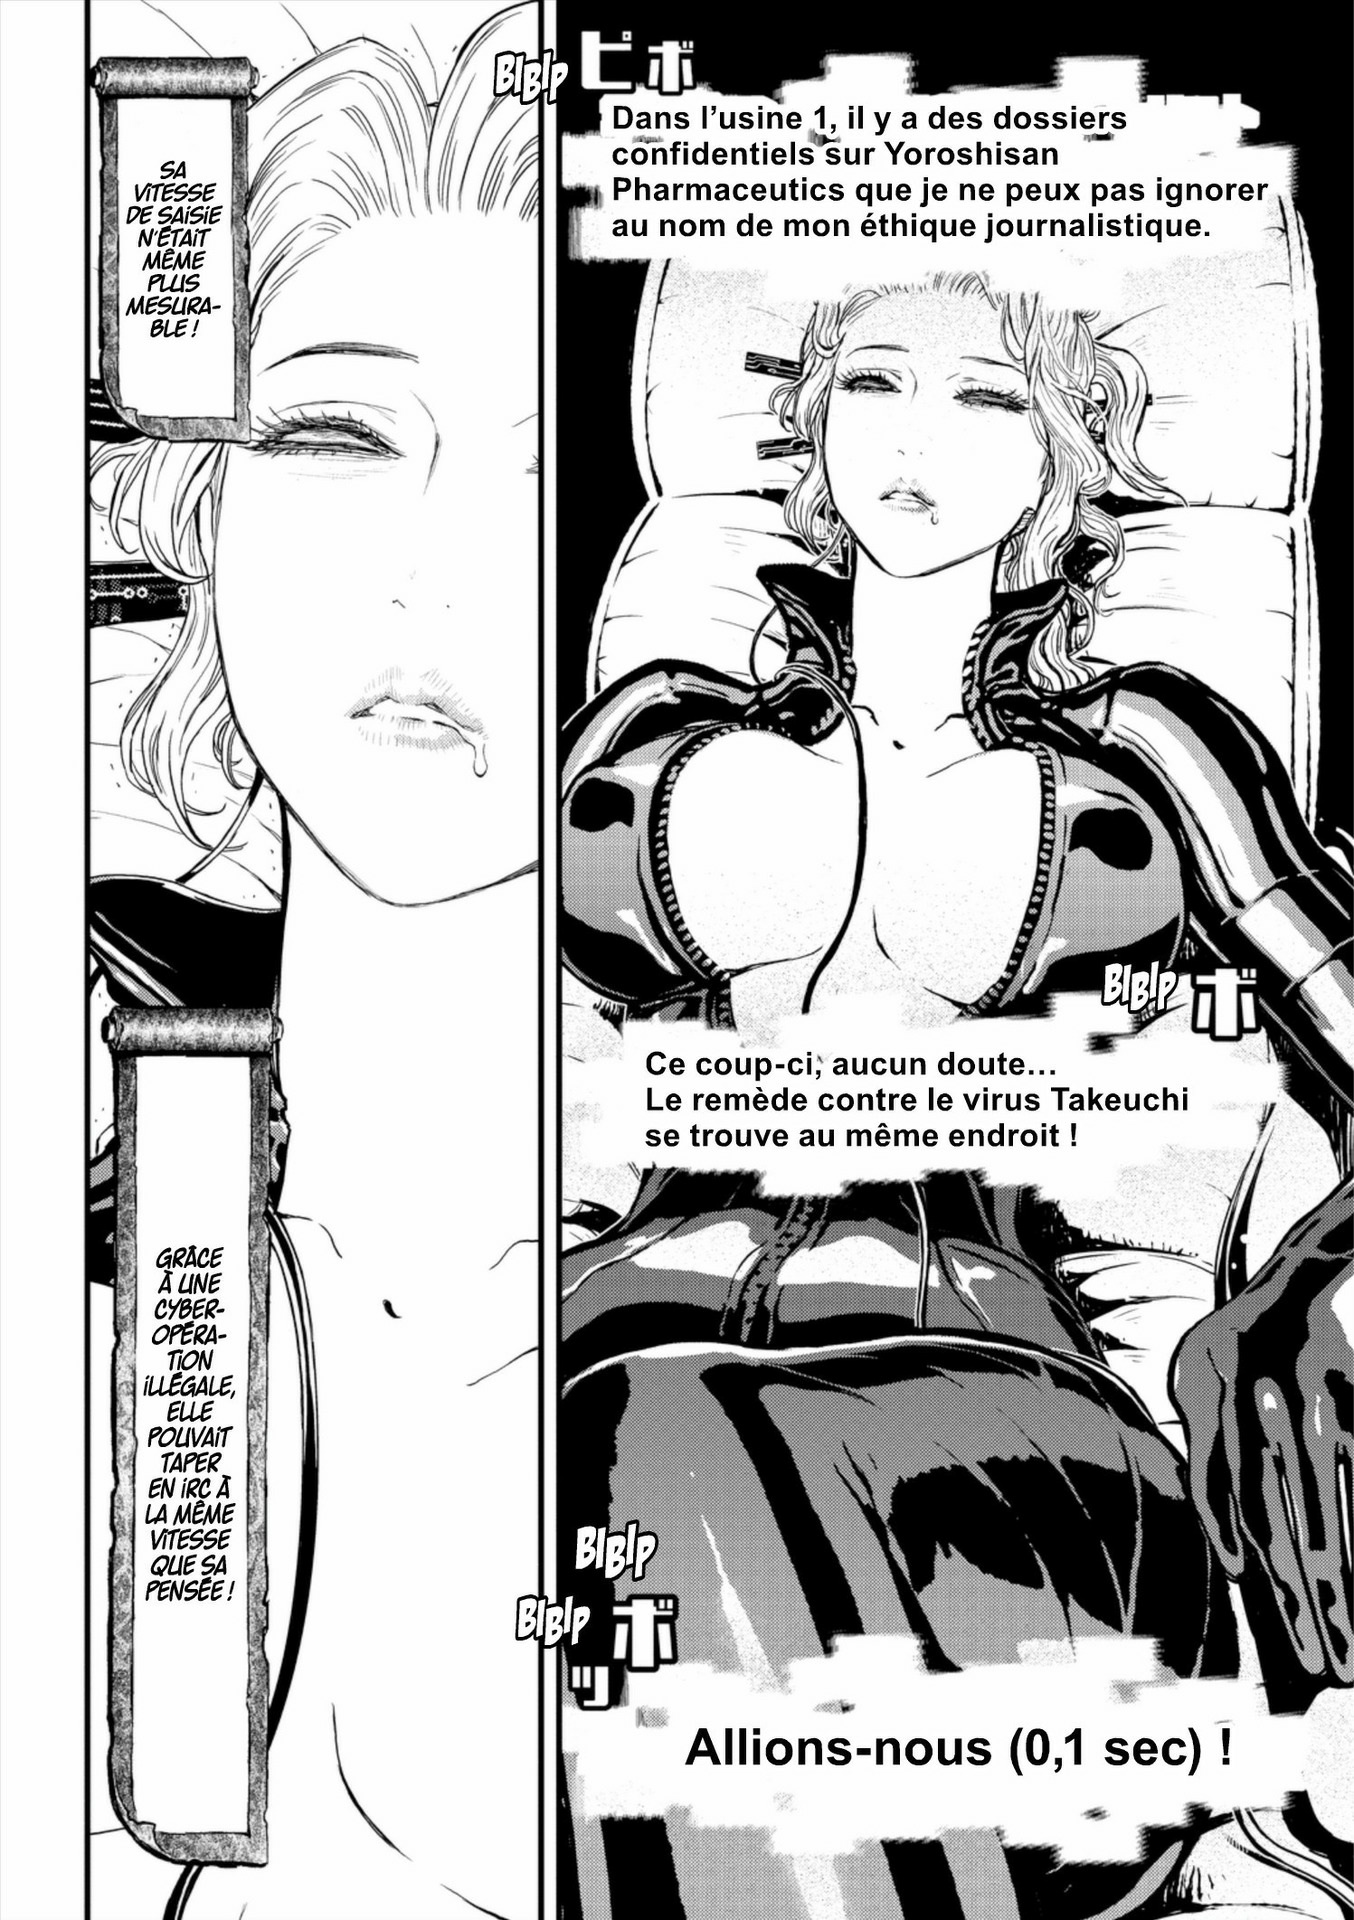 BIBIP
ピボ
Dans l'usine 1, il y a des dossiers
confidentiels sur Yoroshisan
Pharmaceutics que je ne peux pas ignorer
au nom de mon éthique journalistique.
BIBIP
ボ
Ce coup-ci, aucun doute...
Le remède contre le virus Takeuchi
se trouve au même endroit !
BIBIP
BIBIP
ボ
ッ
Allions-nous (0,1 sec) !
SA
VITESSE
DE SAISIE
N'ÉTAIT
MÊME
PLUS
MESURA-
BLE !
GRÂCE
À UNE
CYBER-
OPÉRA-
TION
ILLÉGALE,
ELLE
POUVAIT
TAPER
EN IRC À
LA MÊME
VITESSE
QUE SA
PENSÉE !